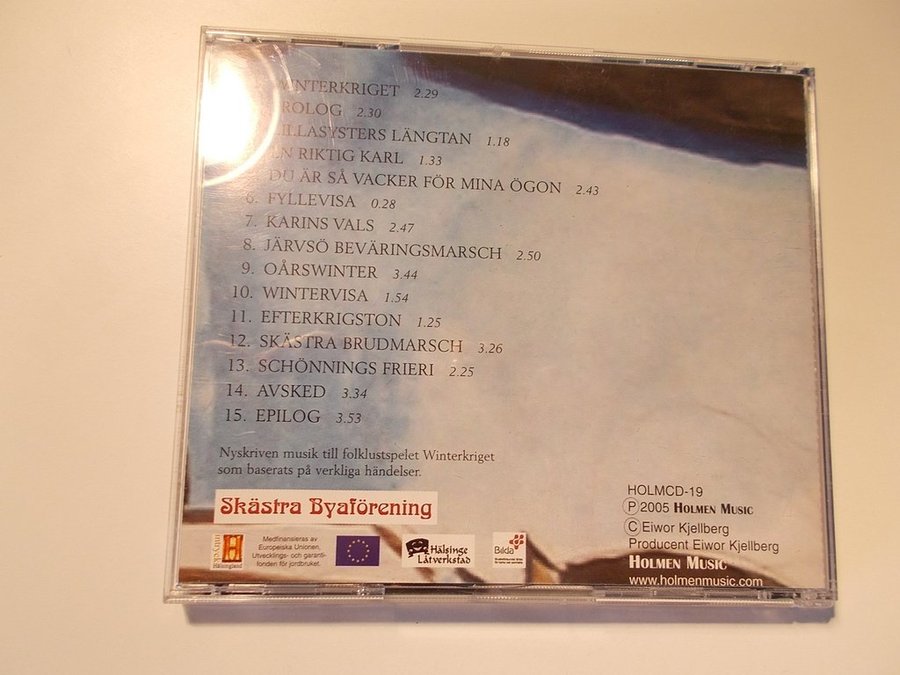 WINTERKRIGET 2.29
PROLOG 2.30
LILLASYSTERS LÄNGTAN 1.18
EN RIKTIG KARL 1.33
DU ÄR SÅ VACKER FÖR MINA ÖGON 2.43
6. FYLLEVISA 0.28
7. KARINS VALS 2.47
8. JÄRVSÖ BEVÄRINGSMARSCH 2.50
9. OÅRSWINTER 3.44
10. WINTERVISA 1.54
11. EFTERKRIGSTON 1.25
12. SKÄSTRA BRUDMARSCH 3.26
13. SCHÖNNINGS FRIERI 2.25
14. AVSKED 3.34
15. EPILOG 3.53
Nyskriven musik till folklustspelet Winterkriget
som baserats på verkliga händelser.
Skästra Byaförening
H
Hälsingland
Medfinansieras av
Europeiska Unionen,
Utvecklings- och garanti-
fonden för jordbruket.
Hälsinge
Låtverkstad
Bilda
HOLMCD-19
Ⓟ 2005 HOLMEN MUSIC
© Eiwor Kjellberg
Producent Eiwor Kjellberg
HOLMEN MUSIC
www.holmenmusic.com